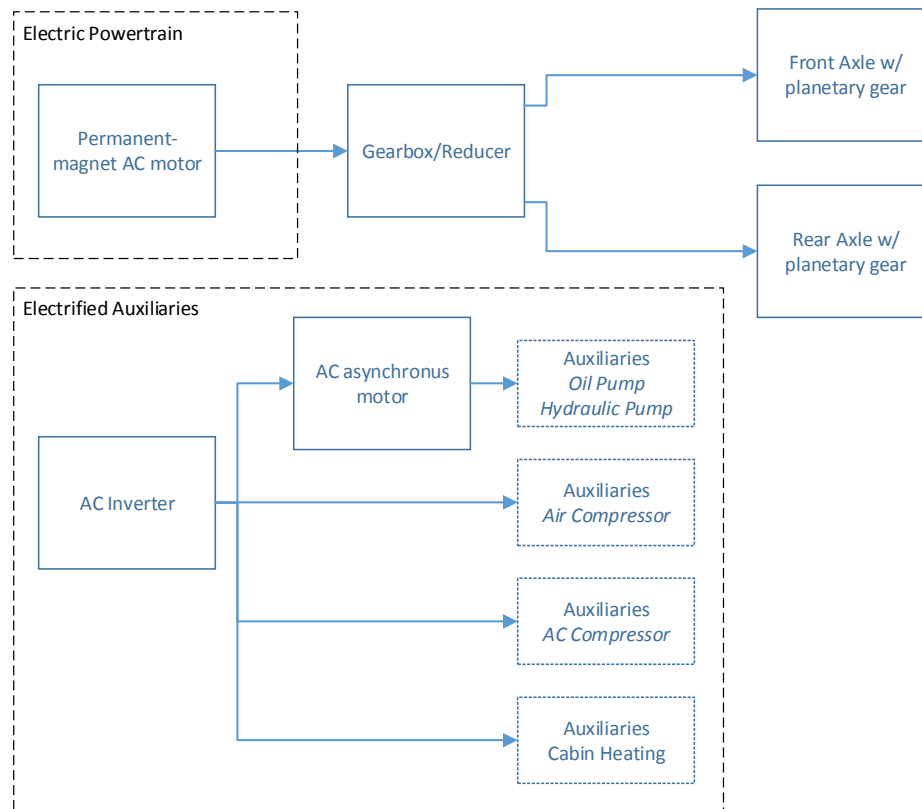 Electric Powertrain
Permanent-
magnet AC motor
Gearbox/Reducer
Front Axle w/
planetary gear
Rear Axle w/
planetary gear
Electrified Auxiliaries
AC asynchronus
motor
Auxiliaries
Oil Pump
Hydraulic Pump
AC Inverter
Auxiliaries
Air Compressor
Auxiliaries
AC Compressor
Auxiliaries
Cabin Heating